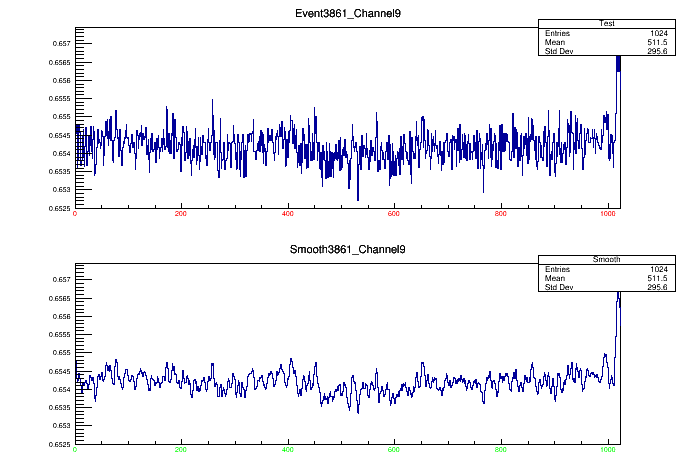 Event3861_Channel9
Test
Entries 1024
Mean 511.5
Std Dev 295.6
0.657
0.6565
0.656
0.6555
0.655
0.6545
0.654
0.6535
0.653
0.6525
0 200 400 600 800 1000
Smooth3861_Channel9
Smooth
Entries 1024
Mean 511.5
Std Dev 295.6
0.657
0.6565
0.656
0.6555
0.655
0.6545
0.654
0.6535
0.653
0.6525
0 200 400 600 800 1000